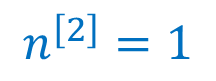 n^[2] = 1